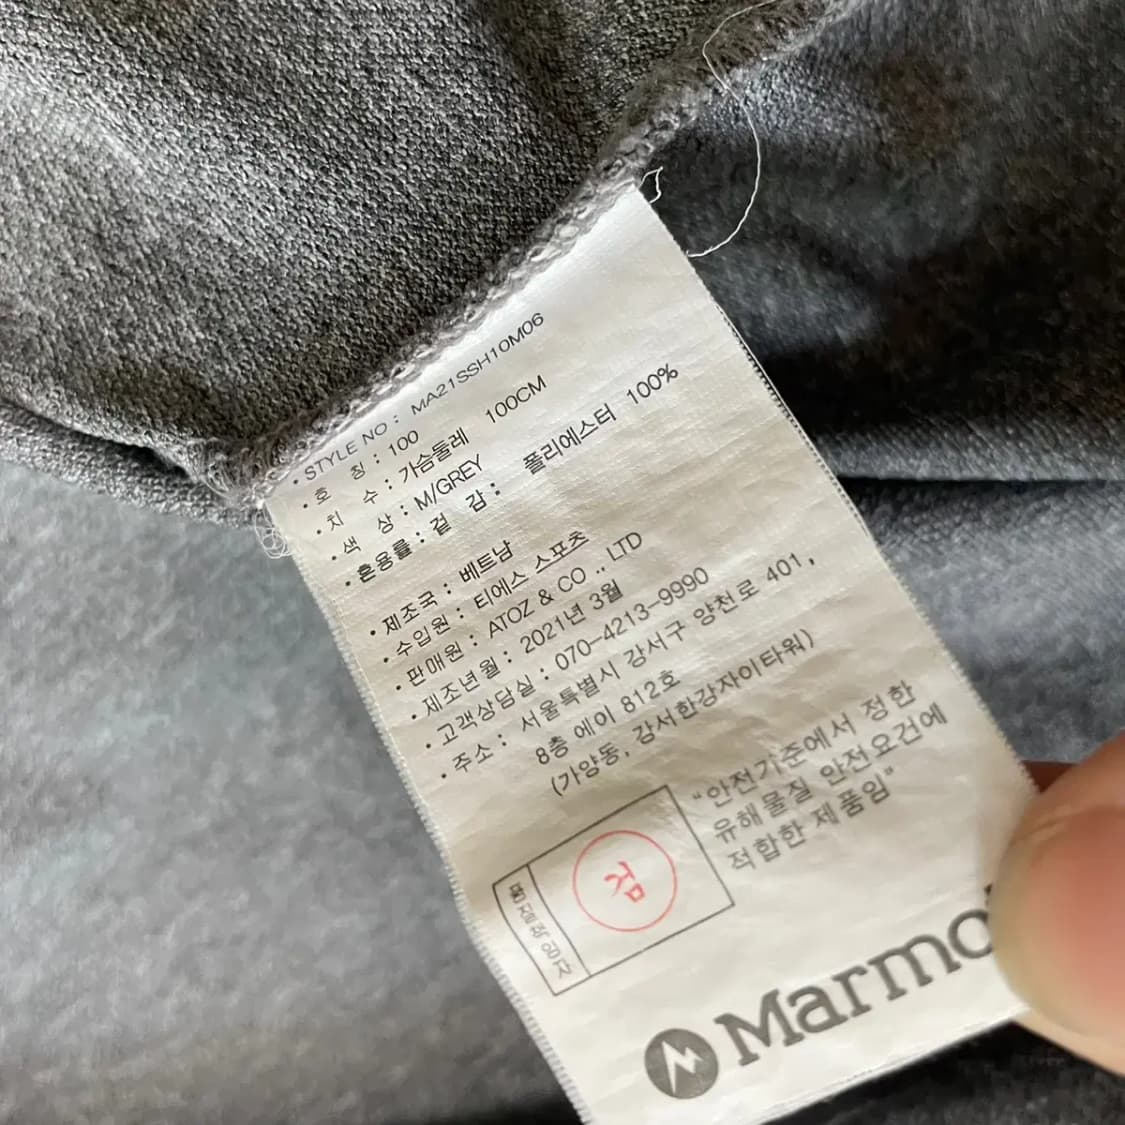 • STYLE NO : MA21SSH10M06
• 호 칭 : 100
• 치 수 : 가슴둘레 100CM
• 색 상 : M/GREY
• 혼용률 : 겉 감 : 폴리에스터 100%
• 제조국 : 베트남
• 수입원 : 티에스 스포츠
• 판매원 : ATOZ & CO ., LTD
• 제조년월 : 2021년 3월
• 고객상담실 : 070-4213-9990
• 주소 : 서울특별시 강서구 양천로 401,
8층 에이 812호
(가양동, 강서한강자이타워)
"안전기준에서 정한
유해물질 안전요건에
적합한 제품임"
품질책임자
검
Marmo